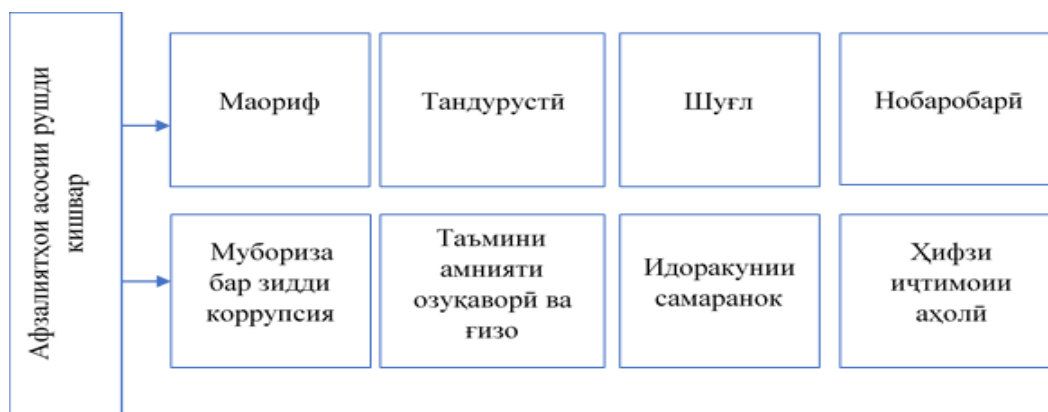 Афзалиятҳои асосии рушди
кишвар
Маориф
Тандурустӣ
Шуғл
Нобаробарӣ
Мубориза
бар зидди
коррупсия
Таъмини
амнияти
озуқаворӣ ва
ғизо
Идоракунии
самаранок
Ҳифзи
иҷтимоии
аҳолӣ